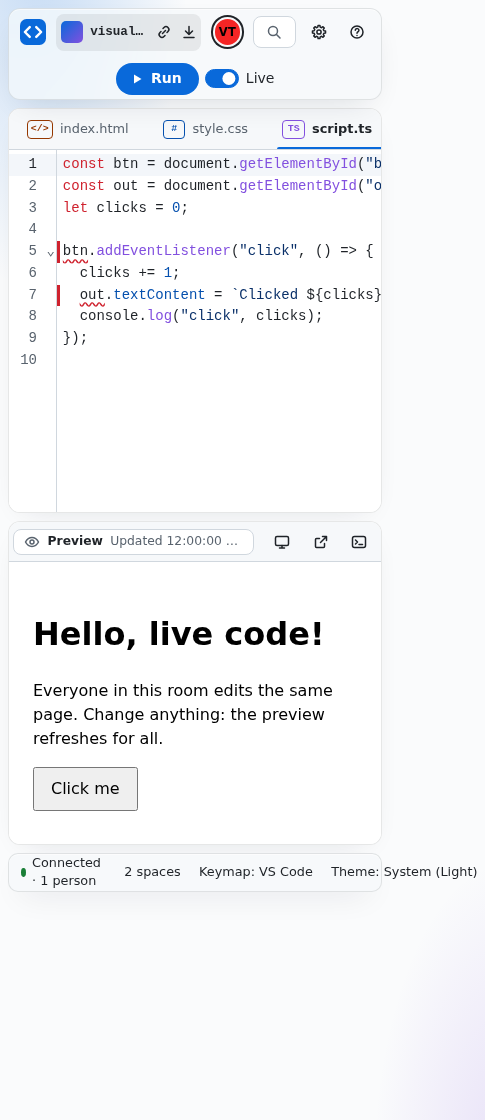 visual…
VT
Run
Live
</> index.html
# style.css
TS script.ts
1 const btn = document.getElementById("b
2 const out = document.getElementById("o
3 let clicks = 0;
4
5 btn.addEventListener("click", () => {
6 clicks += 1;
7 out.textContent = `Clicked ${clicks}
8 console.log("click", clicks);
9 });
10
Preview Updated 12:00:00 …
Hello, live code!
Everyone in this room edits the same
page. Change anything: the preview
refreshes for all.
Click me
Connected
· 1 person
2 spaces
Keymap: VS Code
Theme: System (Light)